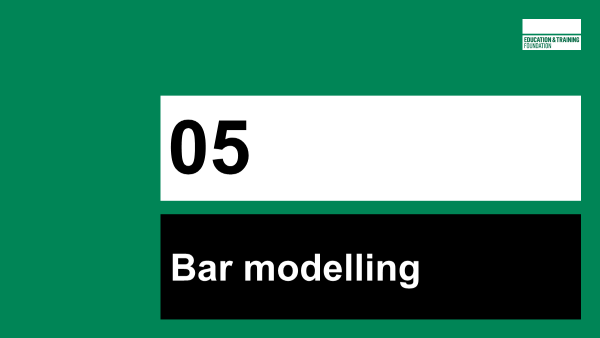 EDUCATION & TRAINING
FOUNDATION
05
Bar modelling